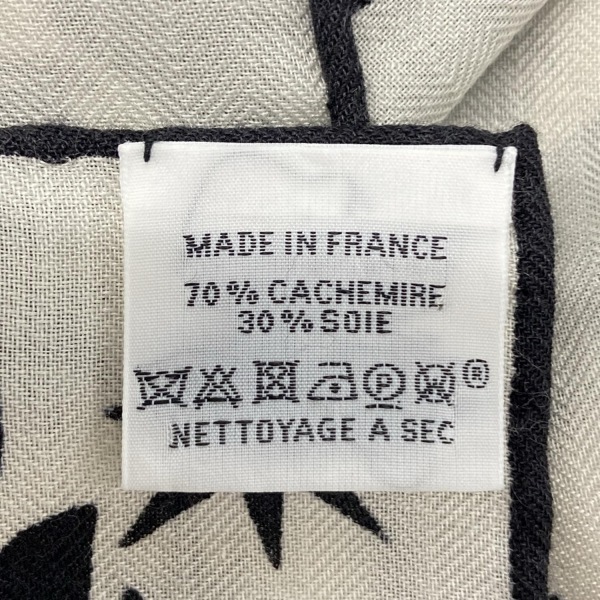 MADE IN FRANCE
70% CACHEMIRE
30% SOIE
P ®
NETTOYAGE A SEC